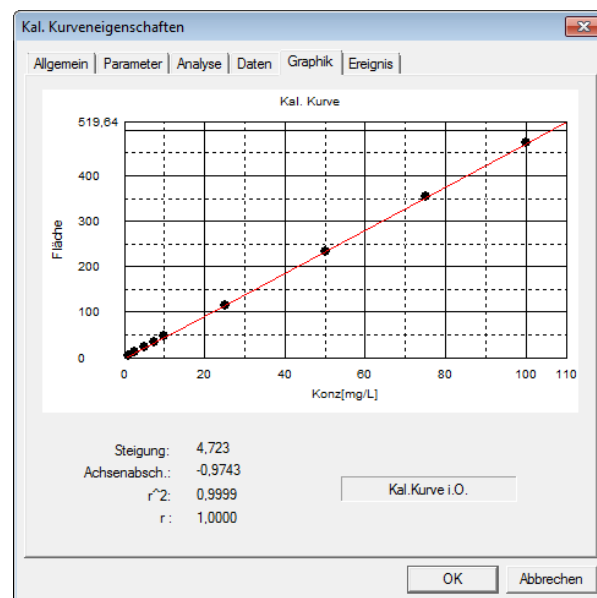 Kal. Kurveneigenschaften
Allgemein Parameter Analyse Daten Graphik Ereignis
Kal. Kurve
519,64
400
300
200
100
0
Fläche
0 20 40 60 80 100 110
Konz[mg/L]
Steigung: 4,723
Achsenabsch.: -0,9743
r^2: 0,9999
r : 1,0000
Kal.Kurve i.O.
OK Abbrechen